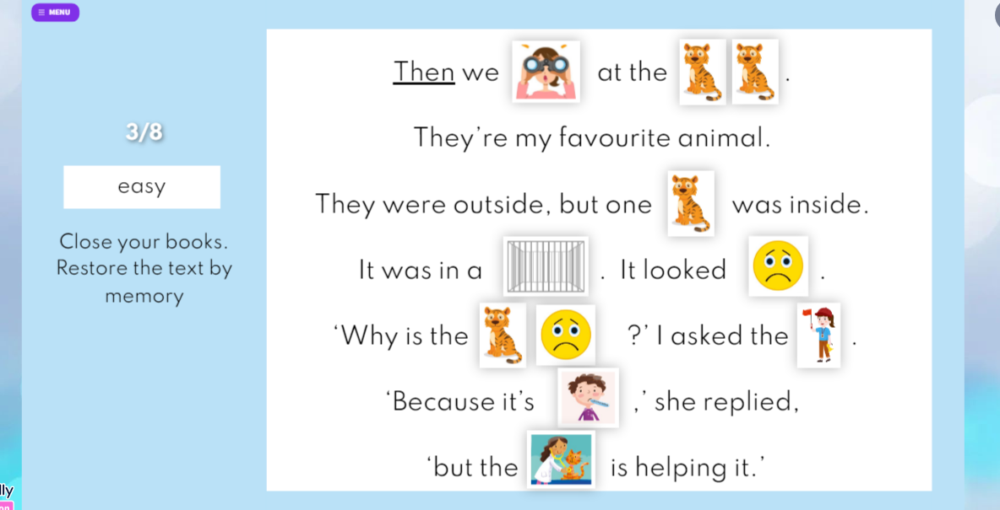 MENU
3/8
easy
Close your books.
Restore the text by
memory
Then we at the .
They’re my favourite animal.
They were outside, but one was inside.
It was in a . It looked .
‘Why is the ?’ I asked the .
‘Because it’s ,’ she replied,
‘but the is helping it.’
lly